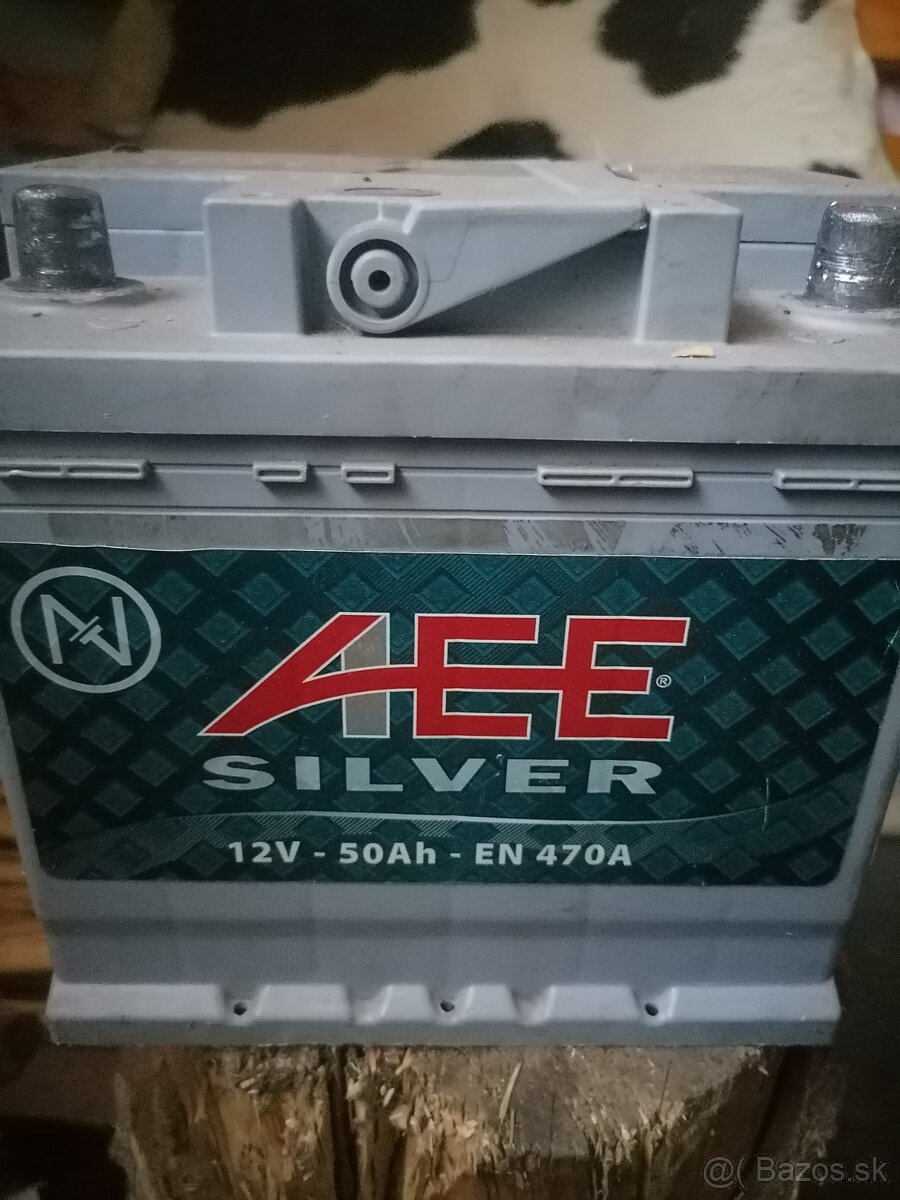 AEE®
SILVER
12V - 50Ah - EN 470A
@( Bazos.sk